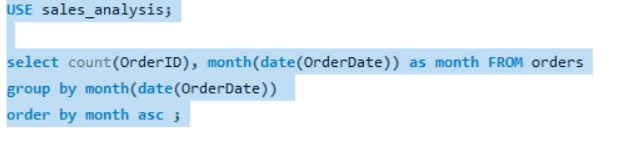 USE sales_analysis;
select count(OrderID), month(date(OrderDate)) as month FROM orders
group by month(date(OrderDate))
order by month asc ;